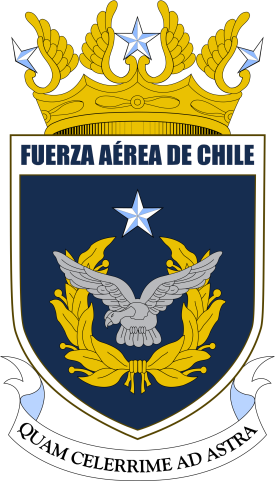 FUERZA AÉREA DE CHILE
QUAM CELERRIME AD ASTRA